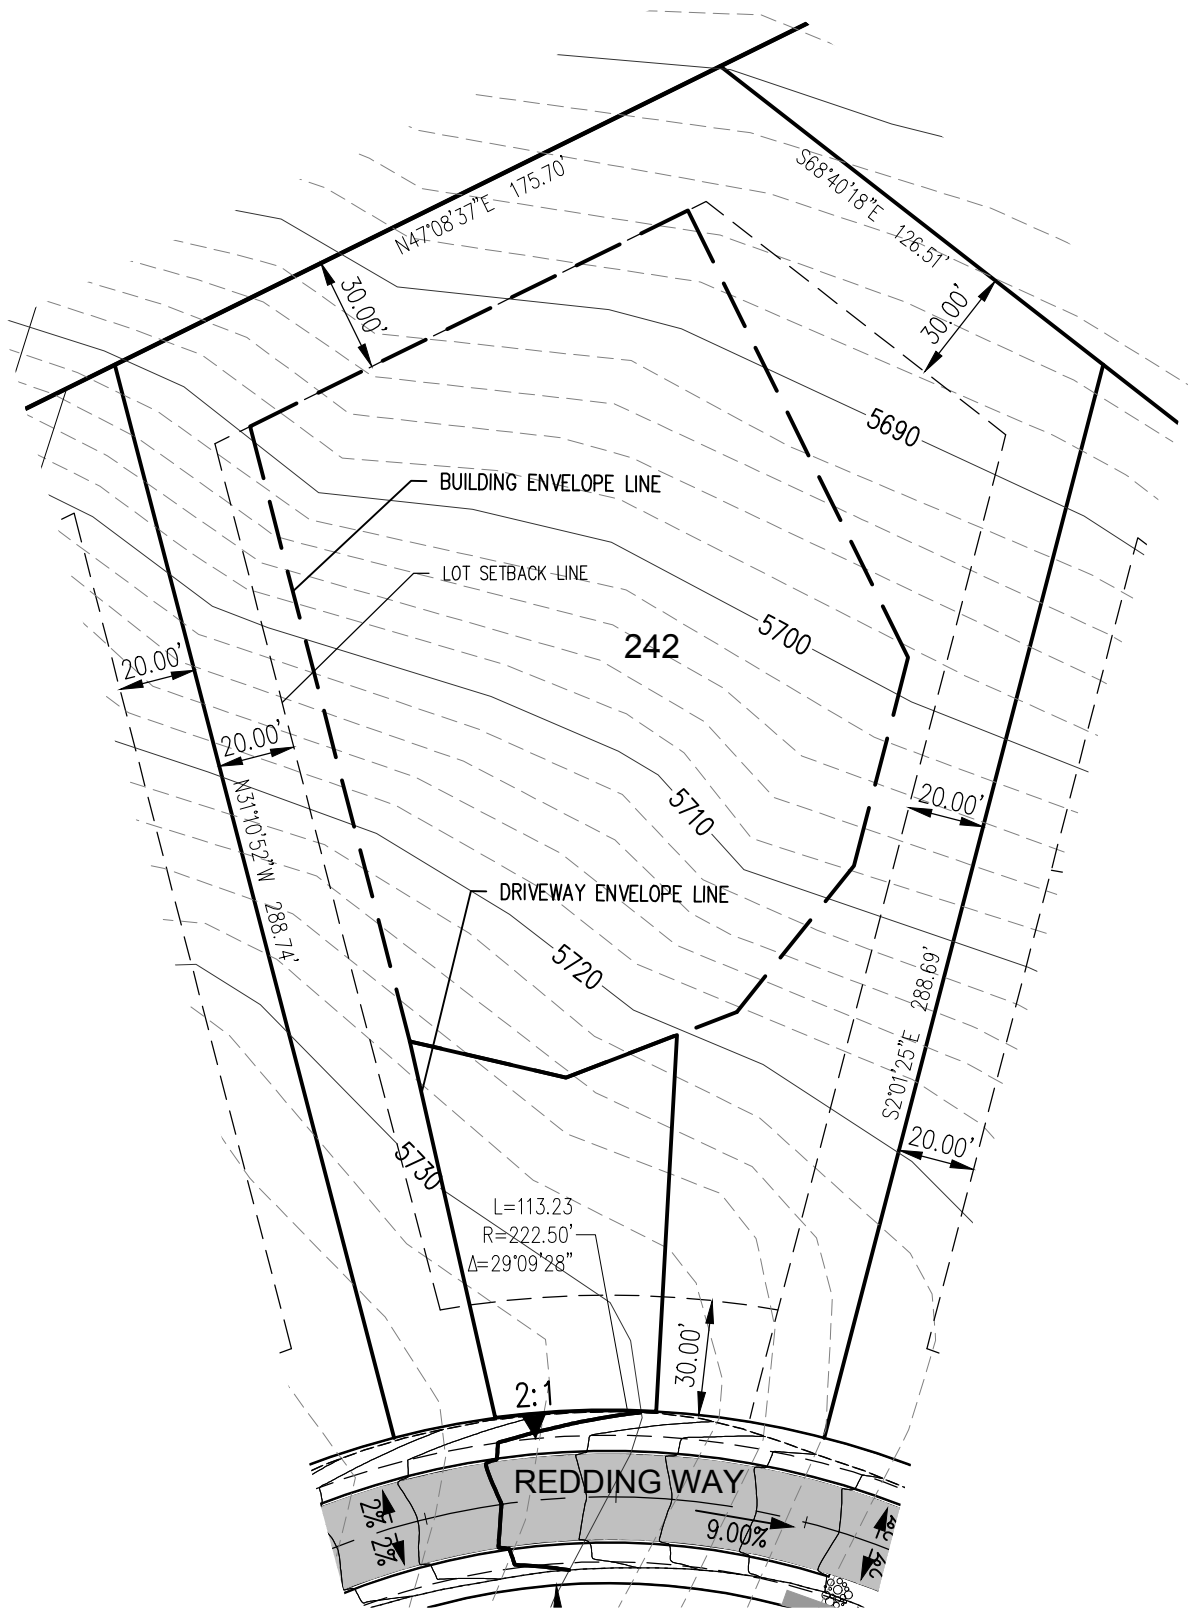 S68°40'18"E 126.51'
N47°08'37"E 175.70'
30.00'
30.00'
5690
BUILDING ENVELOPE LINE
LOT SETBACK LINE
242
5700
20.00'
20.00'
N31°10'52"W 288.74'
5710
20.00'
DRIVEWAY ENVELOPE LINE
5720
S2°01'25"E 288.69'
20.00'
5730
L=113.23
R=222.50'
Δ=29°09'28"
30.00'
2:1
REDDING WAY
2%
2%
9.00%
2%
2%